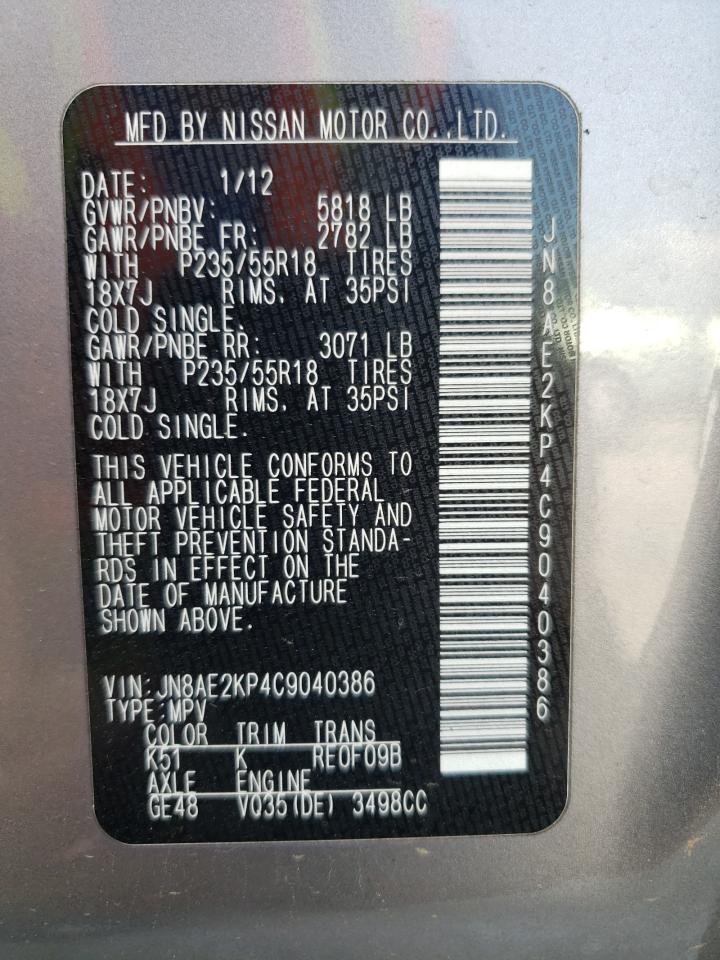 MFD BY NISSAN MOTOR CO.,LTD.
DATE: 1/12
GVWR/PNBV: 5818 LB
GAWR/PNBE FR: 2782 LB
WITH P235/55R18 TIRES
18X7J RIMS, AT 35PSI
COLD SINGLE.
GAWR/PNBE RR: 3071 LB
WITH P235/55R18 TIRES
18X7J RIMS, AT 35PSI
COLD SINGLE.
THIS VEHICLE CONFORMS TO
ALL APPLICABLE FEDERAL
MOTOR VEHICLE SAFETY AND
THEFT PREVENTION STANDA-
RDS IN EFFECT ON THE
DATE OF MANUFACTURE
SHOWN ABOVE.
VIN:JN8AE2KP4C9040386
TYPE:MPV
COLOR TRIM TRANS
K51 K RE0F09B
AXLE ENGINE
GE48 VQ35(DE) 3498CC
JN8AE2KP4C9040386